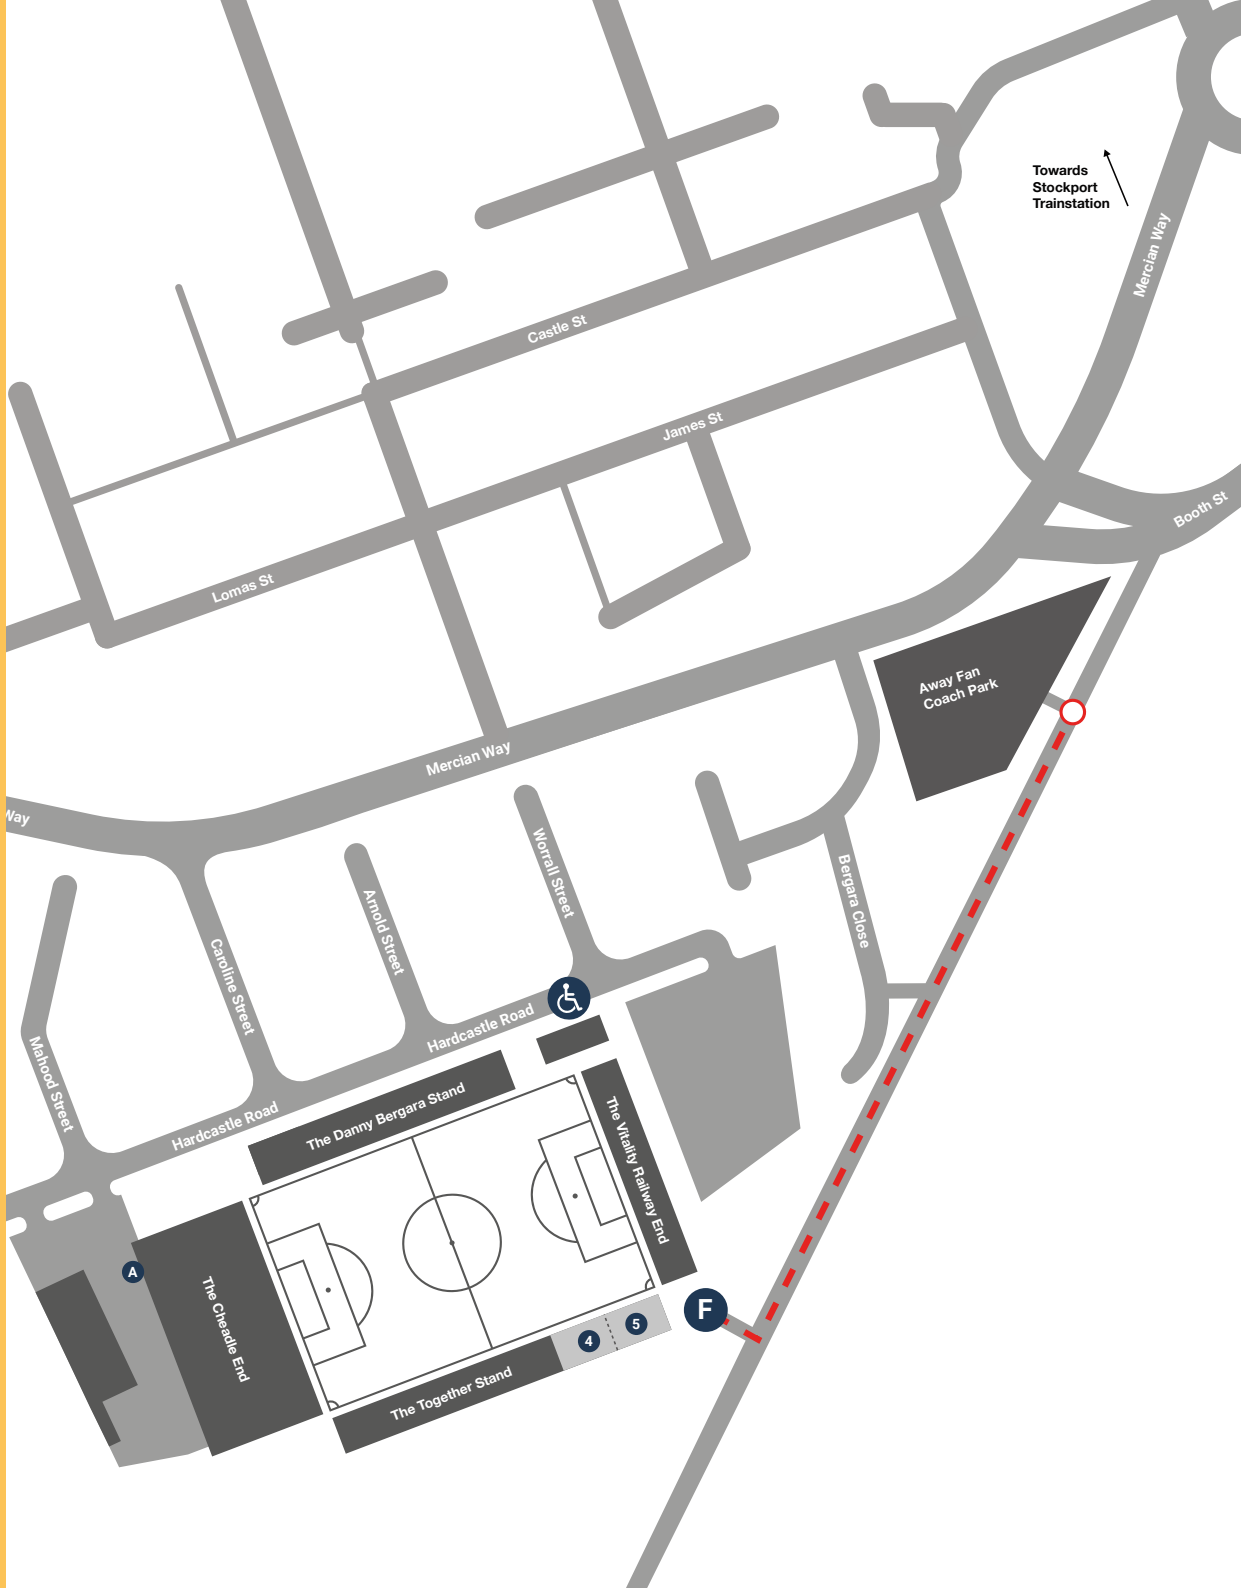 Towards
Stockport
Trainstation
Mercian Way
Castle St
James St
Booth St
Lomas St
Away Fan
Coach Park
Mercian Way
Way
Worrall Street
Bergara Close
Arnold Street
Caroline Street
Mahood Street
Hardcastle Road
Hardcastle Road
The Danny Bergara Stand
The Vitality Railway End
A
The Cheadle End
F
4
5
The Together Stand